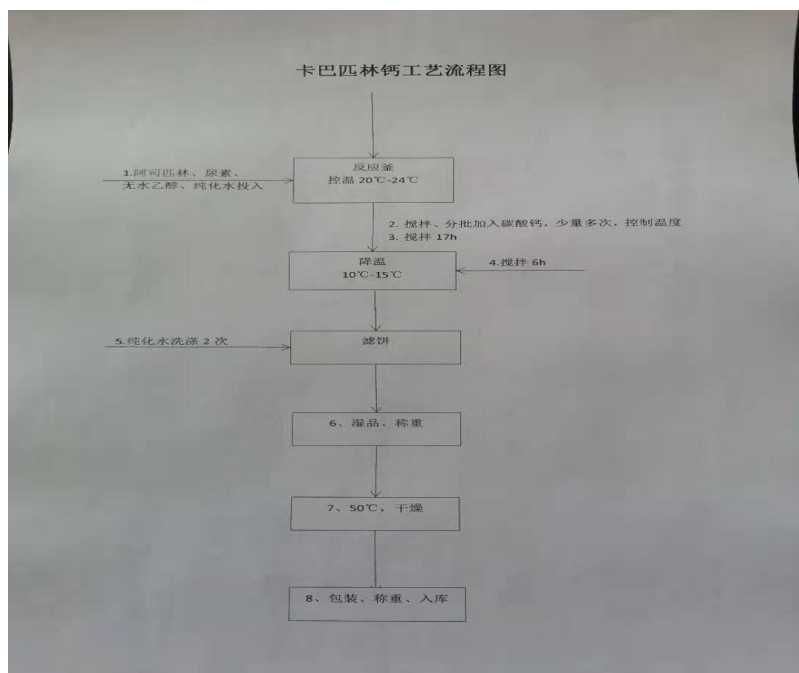 卡巴匹林钙工艺流程图
1.阿司匹林、尿素、
无水乙醇、纯化水投入
反应釜
控温 20℃-24℃
2. 搅拌、分批加入碳酸钙，少量多次，控制温度
3. 搅拌 17h
降温
10℃-15℃
4.搅拌 6h
5.纯化水洗涤 2 次
滤饼
6、湿品、称重
7、50℃，干燥
8、包装、称重、入库